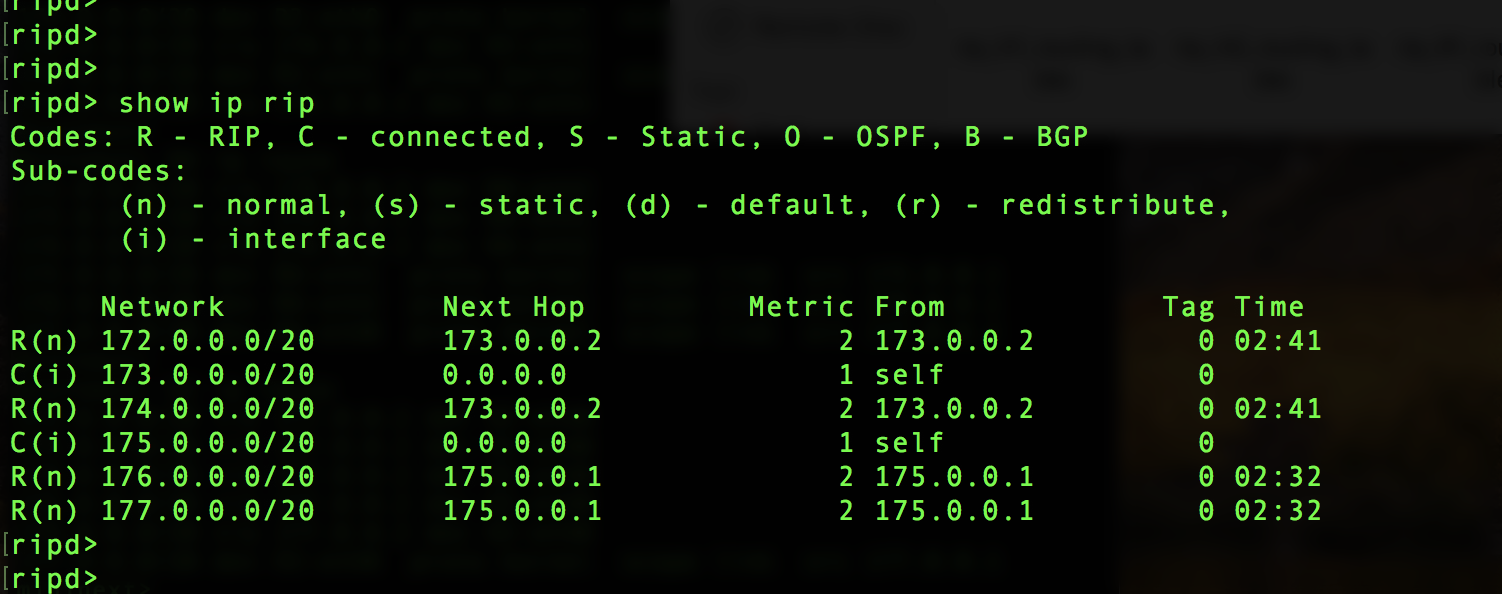 [ripd>
[ripd>
[ripd>
[ripd> show ip rip
Codes: R - RIP, C - connected, S - Static, O - OSPF, B - BGP
Sub-codes:
      (n) - normal, (s) - static, (d) - default, (r) - redistribute,
      (i) - interface
     Network            Next Hop         Metric From            Tag Time
R(n) 172.0.0.0/20       173.0.0.2             2 173.0.0.2         0 02:41
C(i) 173.0.0.0/20       0.0.0.0               1 self              0
R(n) 174.0.0.0/20       173.0.0.2             2 173.0.0.2         0 02:41
C(i) 175.0.0.0/20       0.0.0.0               1 self              0
R(n) 176.0.0.0/20       175.0.0.1             2 175.0.0.1         0 02:32
R(n) 177.0.0.0/20       175.0.0.1             2 175.0.0.1         0 02:32
[ripd>
[ripd>